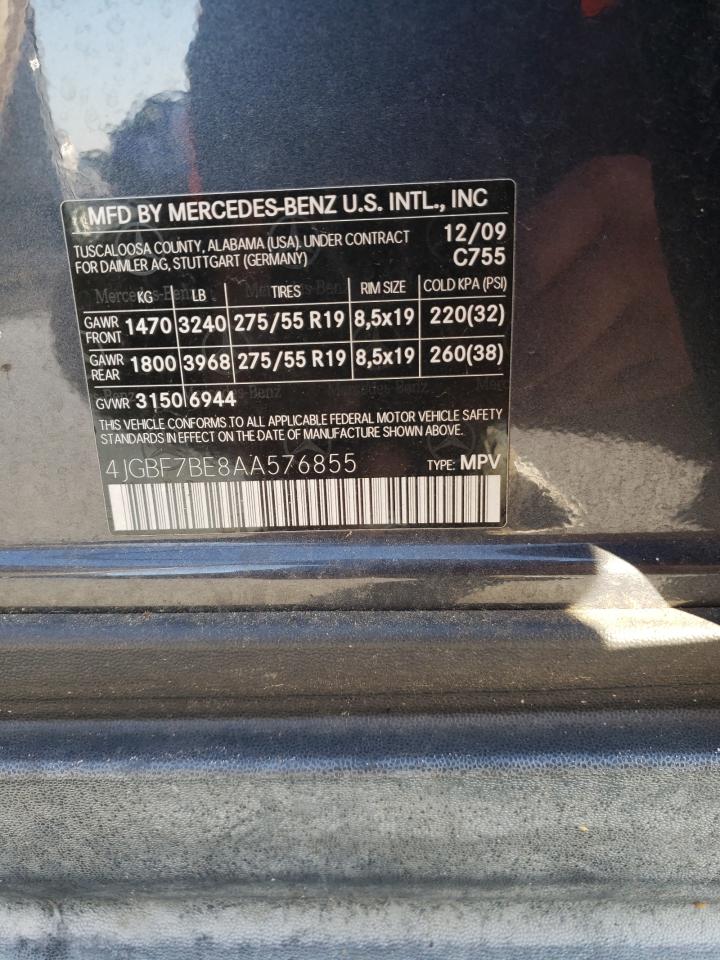 MFD BY MERCEDES-BENZ U.S. INTL., INC
TUSCALOOSA COUNTY, ALABAMA (USA). UNDER CONTRACT 12/09
FOR DAIMLER AG, STUTTGART (GERMANY) C755
KG LB TIRES RIM SIZE COLD KPA (PSI)
GAWR FRONT 1470 3240 275/55 R19 8,5x19 220(32)
GAWR REAR 1800 3968 275/55 R19 8,5x19 260(38)
GVWR 3150 6944
THIS VEHICLE CONFORMS TO ALL APPLICABLE FEDERAL MOTOR VEHICLE SAFETY
STANDARDS IN EFFECT ON THE DATE OF MANUFACTURE SHOWN ABOVE.
4JGBF7BE8AA576855 TYPE: MPV